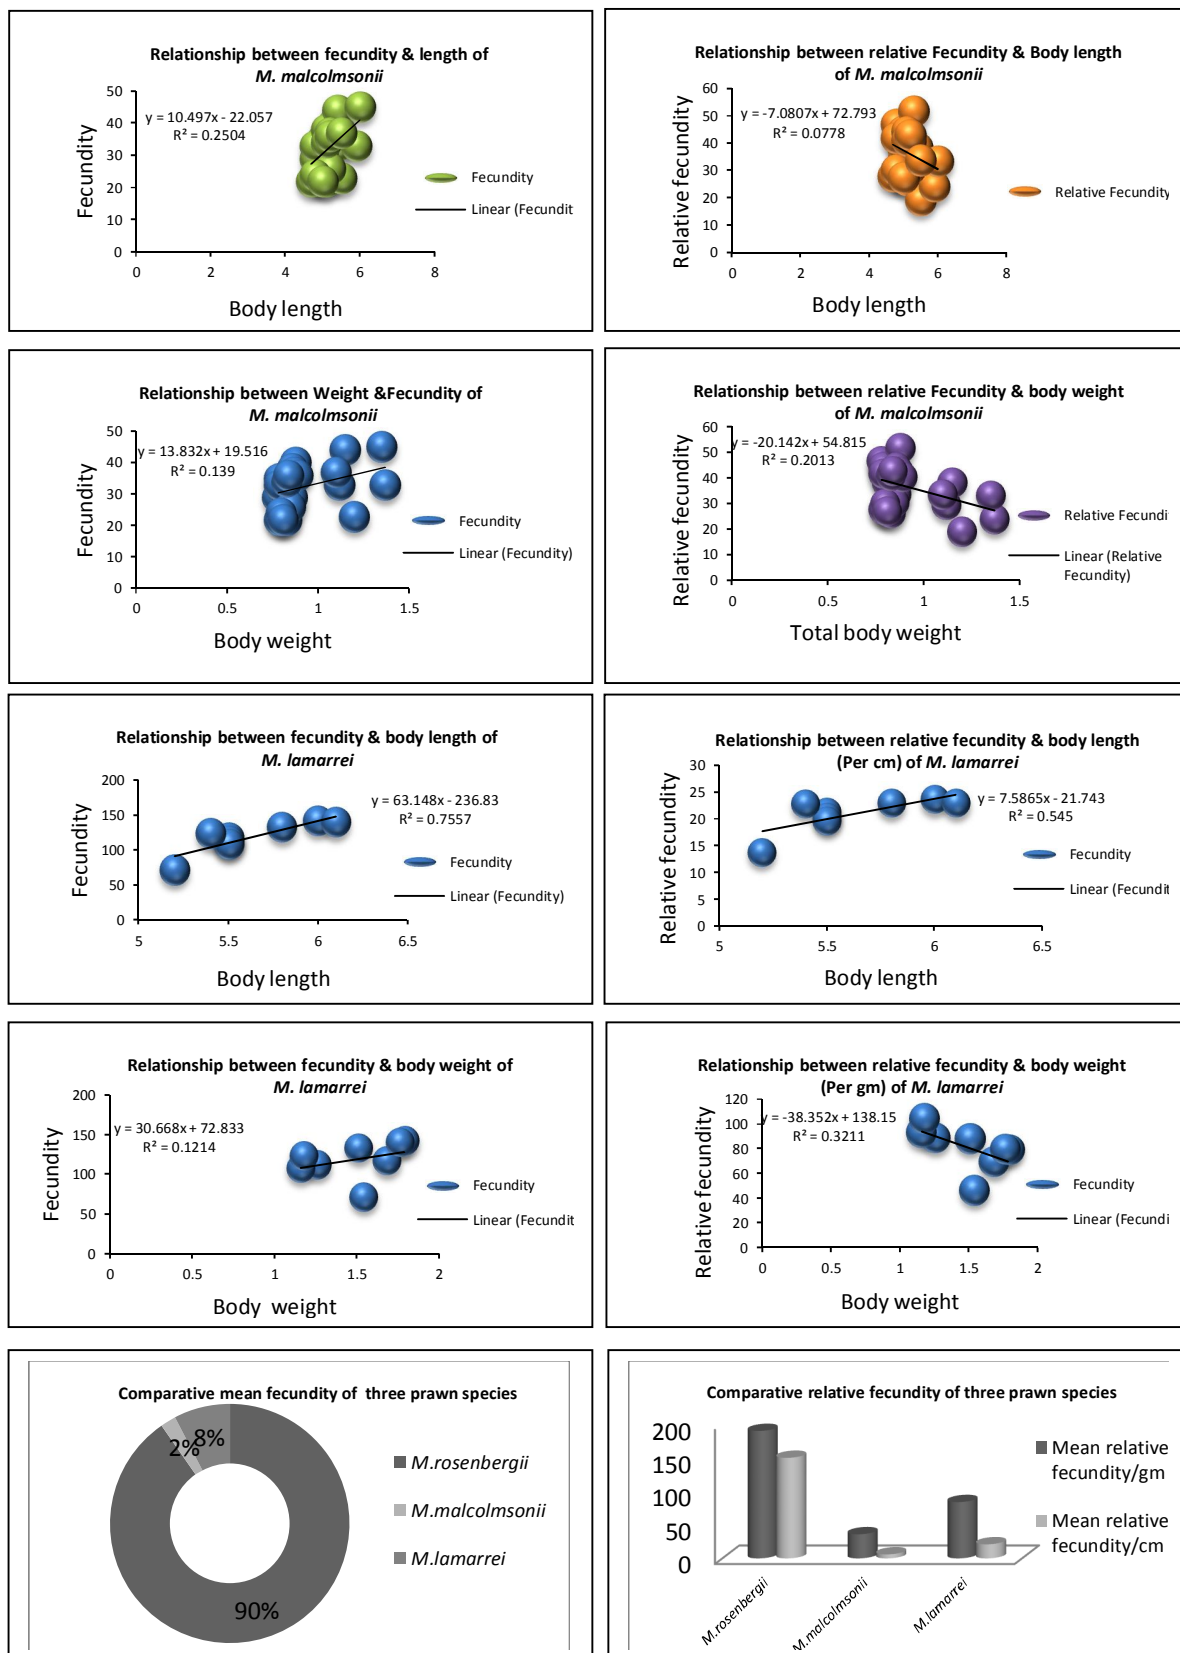 Relationship between fecundity & length of
M. malcolmsonii
y = 10.497x - 22.057
R² = 0.2504
Fecundity
50
40
30
20
10
0
0 2 4 6 8
Body length
Fecundity
Linear (Fecundit
Relationship between relative Fecundity & Body length
of M. malcolmsonii
y = -7.0807x + 72.793
R² = 0.0778
Relative fecundity
60
50
40
30
20
10
0
0 2 4 6 8
Body length
Relative Fecundity
Relationship between Weight &Fecundity of
M. malcolmsonii
y = 13.832x + 19.516
R² = 0.139
Fecundity
50
40
30
20
10
0
0 0.5 1 1.5
Body weight
Fecundity
Linear (Fecundity)
Relationship between relative Fecundity & body weight
of M. malcolmsonii
y = -20.142x + 54.815
R² = 0.2013
Relative fecundity
60
50
40
30
20
10
0
0 0.5 1 1.5
Total body weight
Relative Fecundi
Linear (Relative
Fecundity)
Relationship between fecundity & body length of
M. lamarrei
y = 63.148x - 236.83
R² = 0.7557
Fecundity
200
150
100
50
0
5 5.5 6 6.5
Body length
Fecundity
Linear (Fecundity)
Relationship between relative fecundity & body length
(Per cm) of M. lamarrei
y = 7.5865x - 21.743
R² = 0.545
Relative fecundity
30
25
20
15
10
5
0
5 5.5 6 6.5
Body length
Fecundity
Linear (Fecundit
Relationship between fecundity & body weight of
M. lamarrei
y = 30.668x + 72.833
R² = 0.1214
Fecundity
200
150
100
50
0
0 0.5 1 1.5 2
Body weight
Fecundity
Linear (Fecundit
Relationship between relative fecundity & body weight
(Per gm) of M. lamarrei
y = -38.352x + 138.15
R² = 0.3211
Relative fecundity
120
100
80
60
40
20
0
0 0.5 1 1.5 2
Body weight
Fecundity
Linear (Fecundi
Comparative mean fecundity of three prawn species
2%
8%
90%
M.rosenbergii
M.malcolmsonii
M.lamarrei
Comparative relative fecundity of three prawn species
200
150
100
50
0
M.rosenbergii
M.malcolmsonii
M.lamarrei
Mean relative
fecundity/gm
Mean relative
fecundity/cm